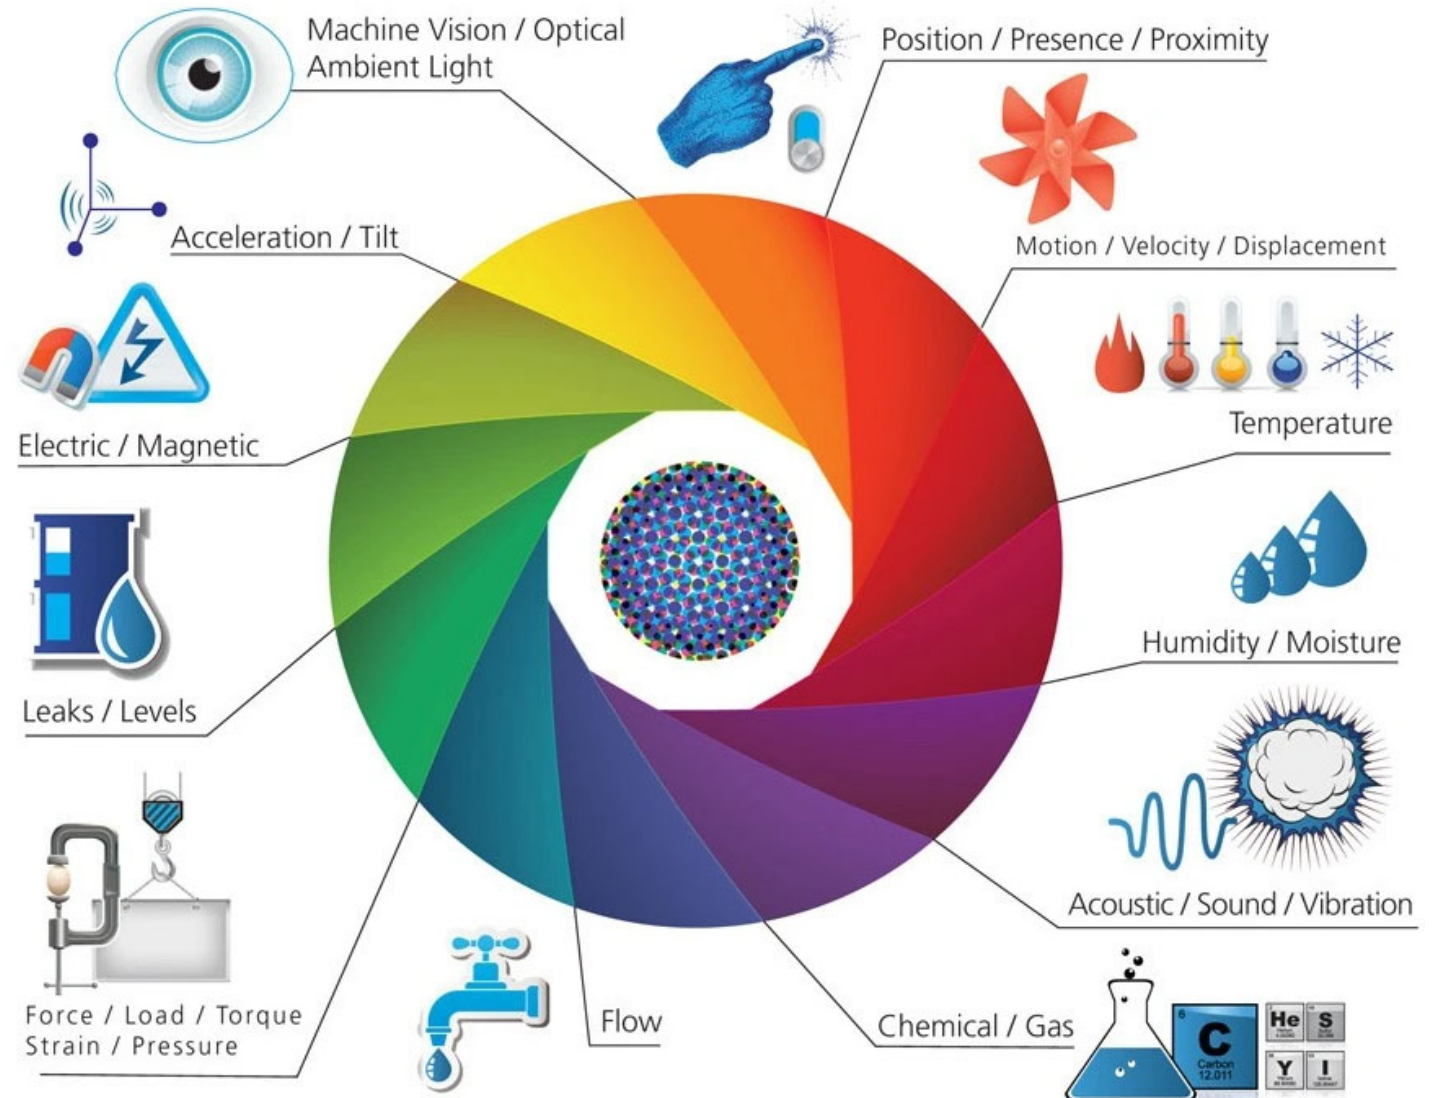 Machine Vision / Optical
Ambient Light
Position / Presence / Proximity
Acceleration / Tilt
Motion / Velocity / Displacement
Electric / Magnetic
Temperature
Humidity / Moisture
Leaks / Levels
Acoustic / Sound / Vibration
Force / Load / Torque
Strain / Pressure
Flow
Chemical / Gas
6
C
Carbon
12.011
He
S
Y
I